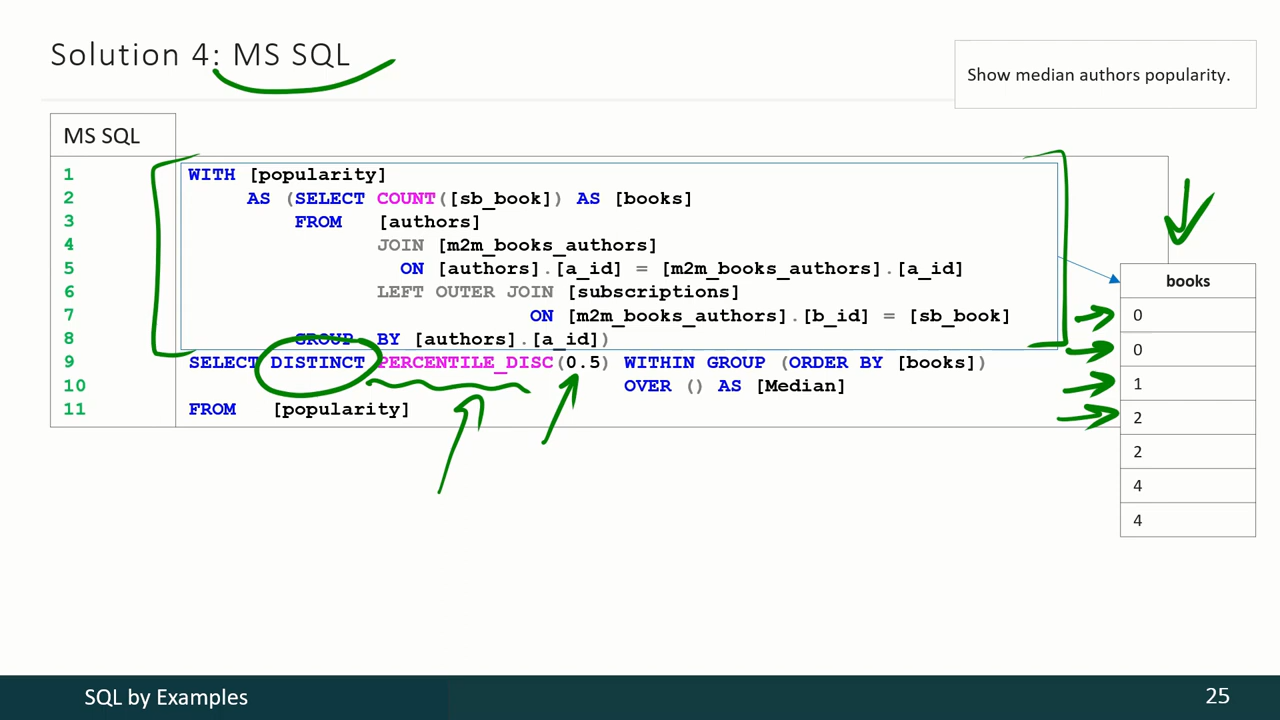 Solution 4: MS SQL
Show median authors popularity.
MS SQL
1 WITH [popularity]
2 AS (SELECT COUNT([sb_book]) AS [books]
3 FROM [authors]
4 JOIN [m2m_books_authors]
5 ON [authors].[a_id] = [m2m_books_authors].[a_id]
6 LEFT OUTER JOIN [subscriptions]
7 ON [m2m_books_authors].[b_id] = [sb_book]
8 GROUP BY [authors].[a_id])
9 SELECT DISTINCT PERCENTILE_DISC(0.5) WITHIN GROUP (ORDER BY [books])
10 OVER () AS [Median]
11 FROM [popularity]
books
0
0
1
2
2
4
4
SQL by Examples
25